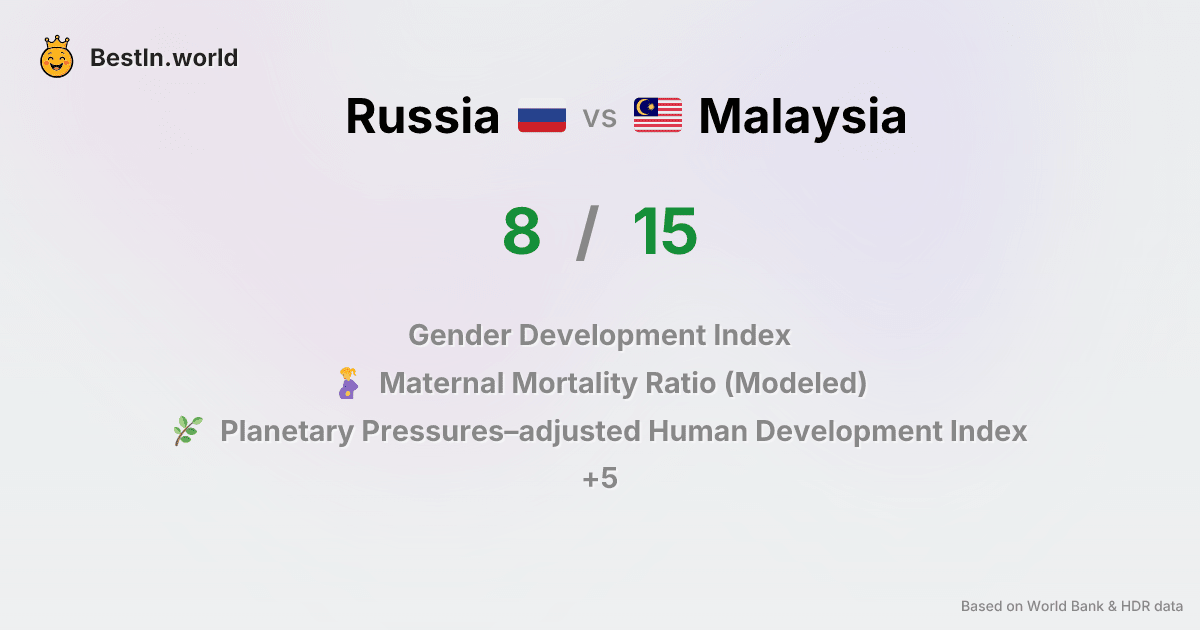 BestIn.world
Russia vs Malaysia
8 / 15
Gender Development Index
Maternal Mortality Ratio (Modeled)
Planetary Pressures–adjusted Human Development Index
+5
Based on World Bank & HDR data